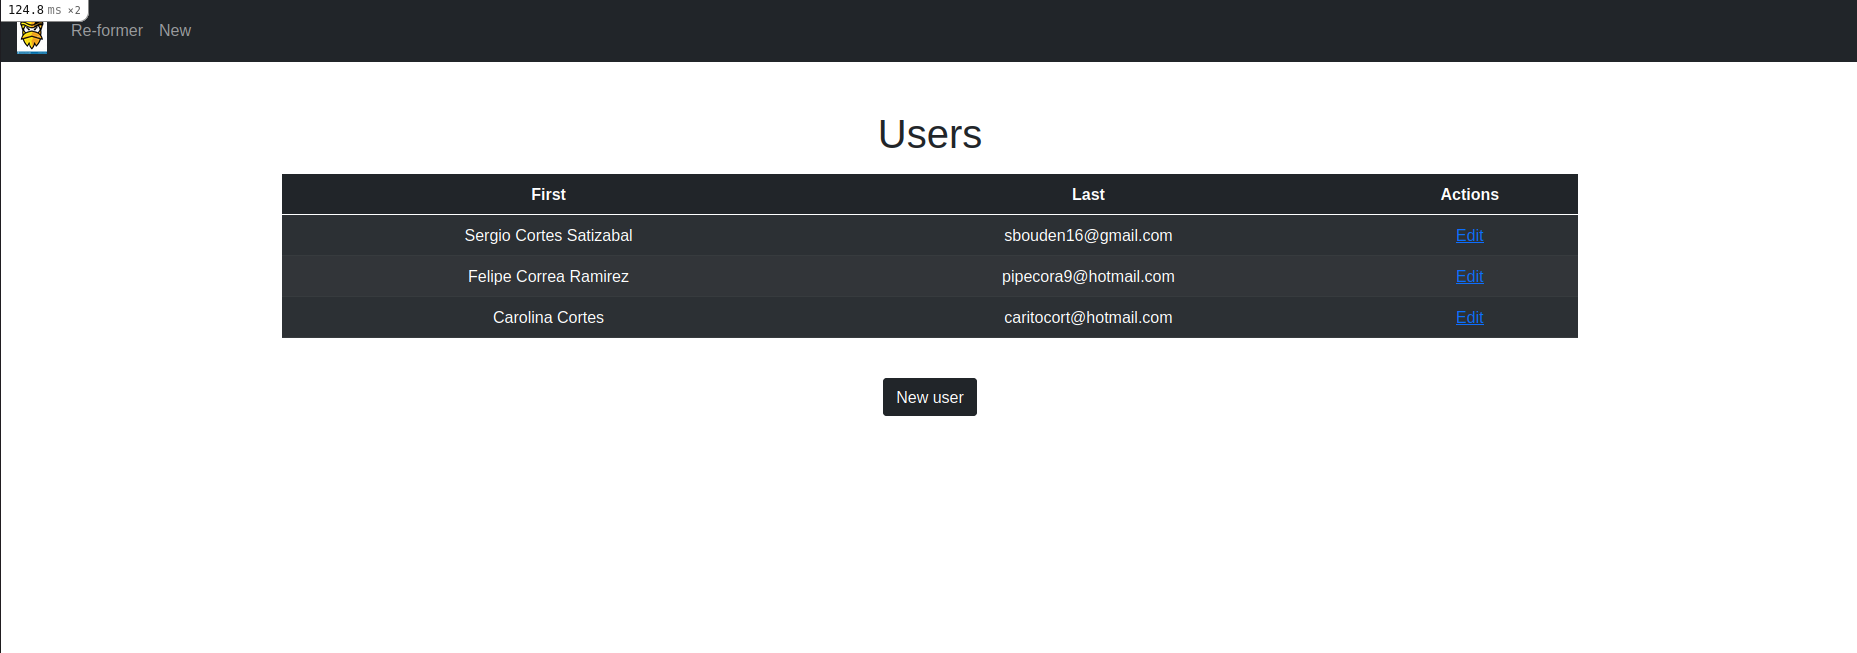 124.8 ms ×2
Re-former New
Users
First Last Actions
Sergio Cortes Satizabal sbouden16@gmail.com Edit
Felipe Correa Ramirez pipecora9@hotmail.com Edit
Carolina Cortes caritocort@hotmail.com Edit
New user